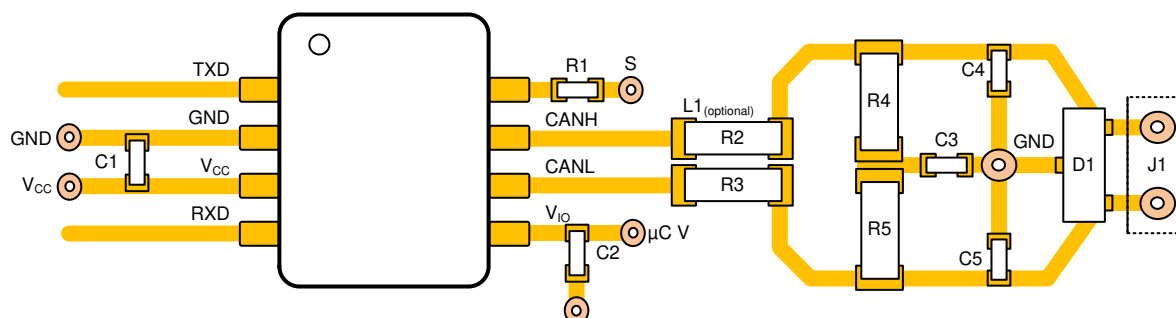 TXD
R1
S
C4
GND
CANH
L1(optional)
R4
GND
R2
C3
GND
D1
J1
C1
VCC
VCC
CANL
R3
RXD
VIO
µC V
R5
C2
C5